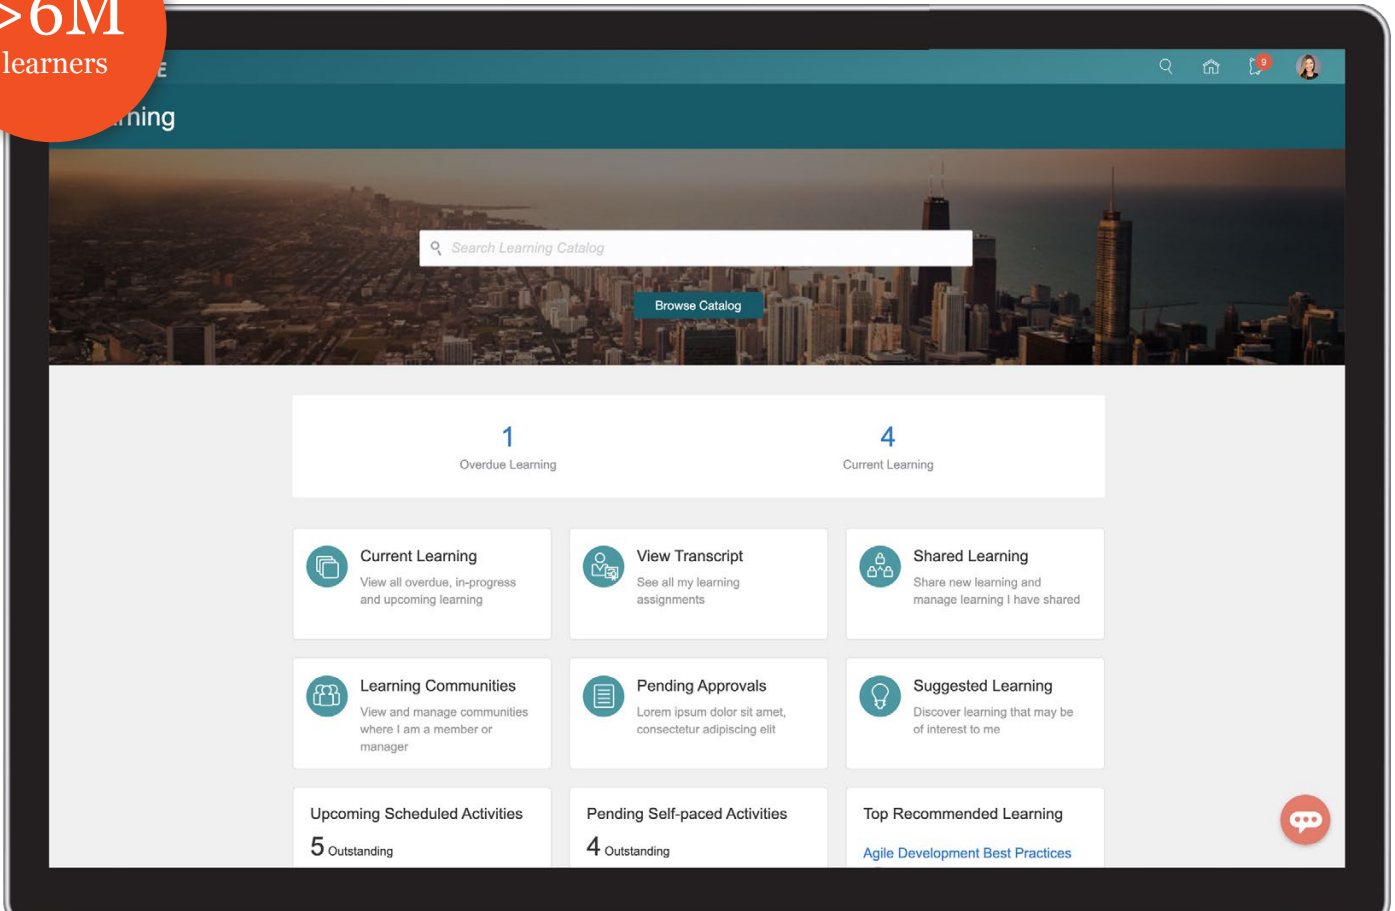 >6M
learners
E
rning
9
Search Learning Catalog
Browse Catalog
1
Overdue Learning
4
Current Learning
Current Learning
View all overdue, in-progress
and upcoming learning
View Transcript
See all my learning
assignments
Shared Learning
Share new learning and
manage learning I have shared
Learning Communities
View and manage communities
where I am a member or
manager
Pending Approvals
Lorem ipsum dolor sit amet,
consectetur adipiscing elit
Suggested Learning
Discover learning that may be
of interest to me
Upcoming Scheduled Activities
5 Outstanding
Pending Self-paced Activities
4 Outstanding
Top Recommended Learning
Agile Development Best Practices